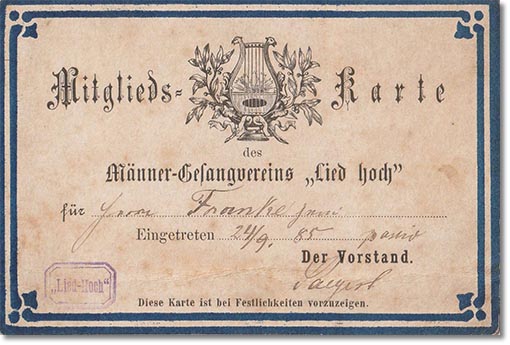 Mitglieds-Karte
des
Männer-Gesangvereins „Lied hoch"
für Herrn Franke jun.
Eingetreten 24/9. 85
Der Vorstand.
„Lied-Hoch"
Diese Karte ist bei Festlichkeiten vorzuzeigen.